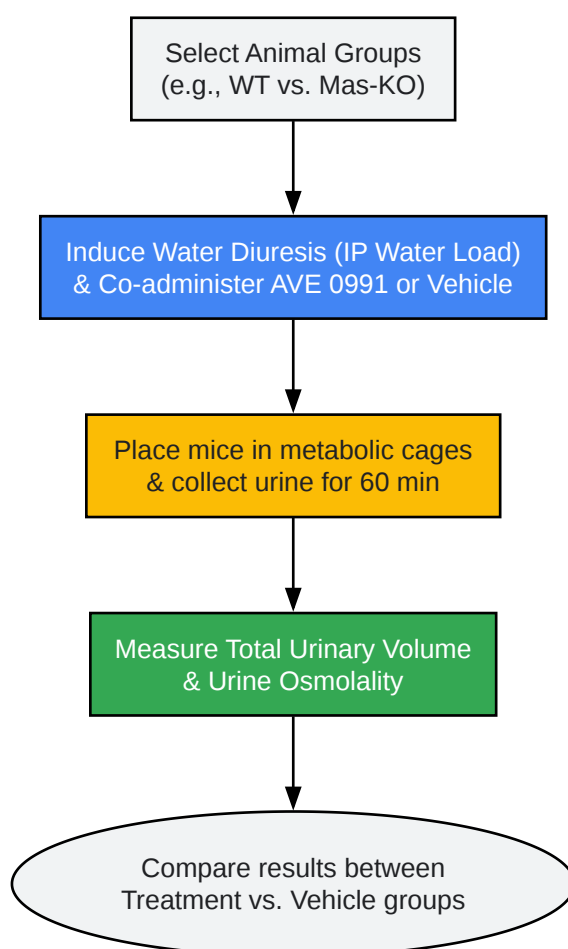 Select Animal Groups
(e.g., WT vs. Mas-KO)
Induce Water Diuresis (IP Water Load)
& Co-administer AVE 0991 or Vehicle
Place mice in metabolic cages
& collect urine for 60 min
Measure Total Urinary Volume
& Urine Osmolality
Compare results between
Treatment vs. Vehicle groups